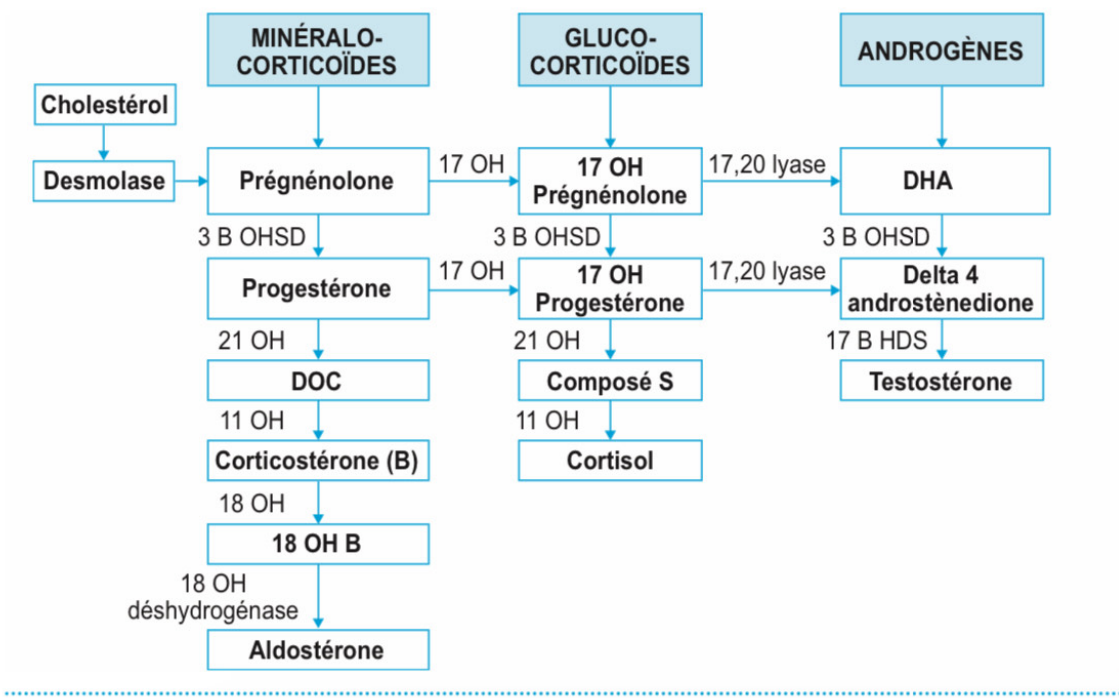 MINÉRALO-
CORTICOÏDES
GLUCO-
CORTICOÏDES
ANDROGÈNES
Cholestérol
Desmolase
Prégnénolone
17 OH
17 OH
Prégnénolone
17,20 lyase
DHA
3 B OHSD
3 B OHSD
3 B OHSD
Progestérone
17 OH
17 OH
Progestérone
17,20 lyase
Delta 4
androstènedione
21 OH
21 OH
17 B HDS
DOC
Composé S
Testostérone
11 OH
11 OH
Corticostérone (B)
Cortisol
18 OH
18 OH B
18 OH
déshydrogénase
Aldostérone